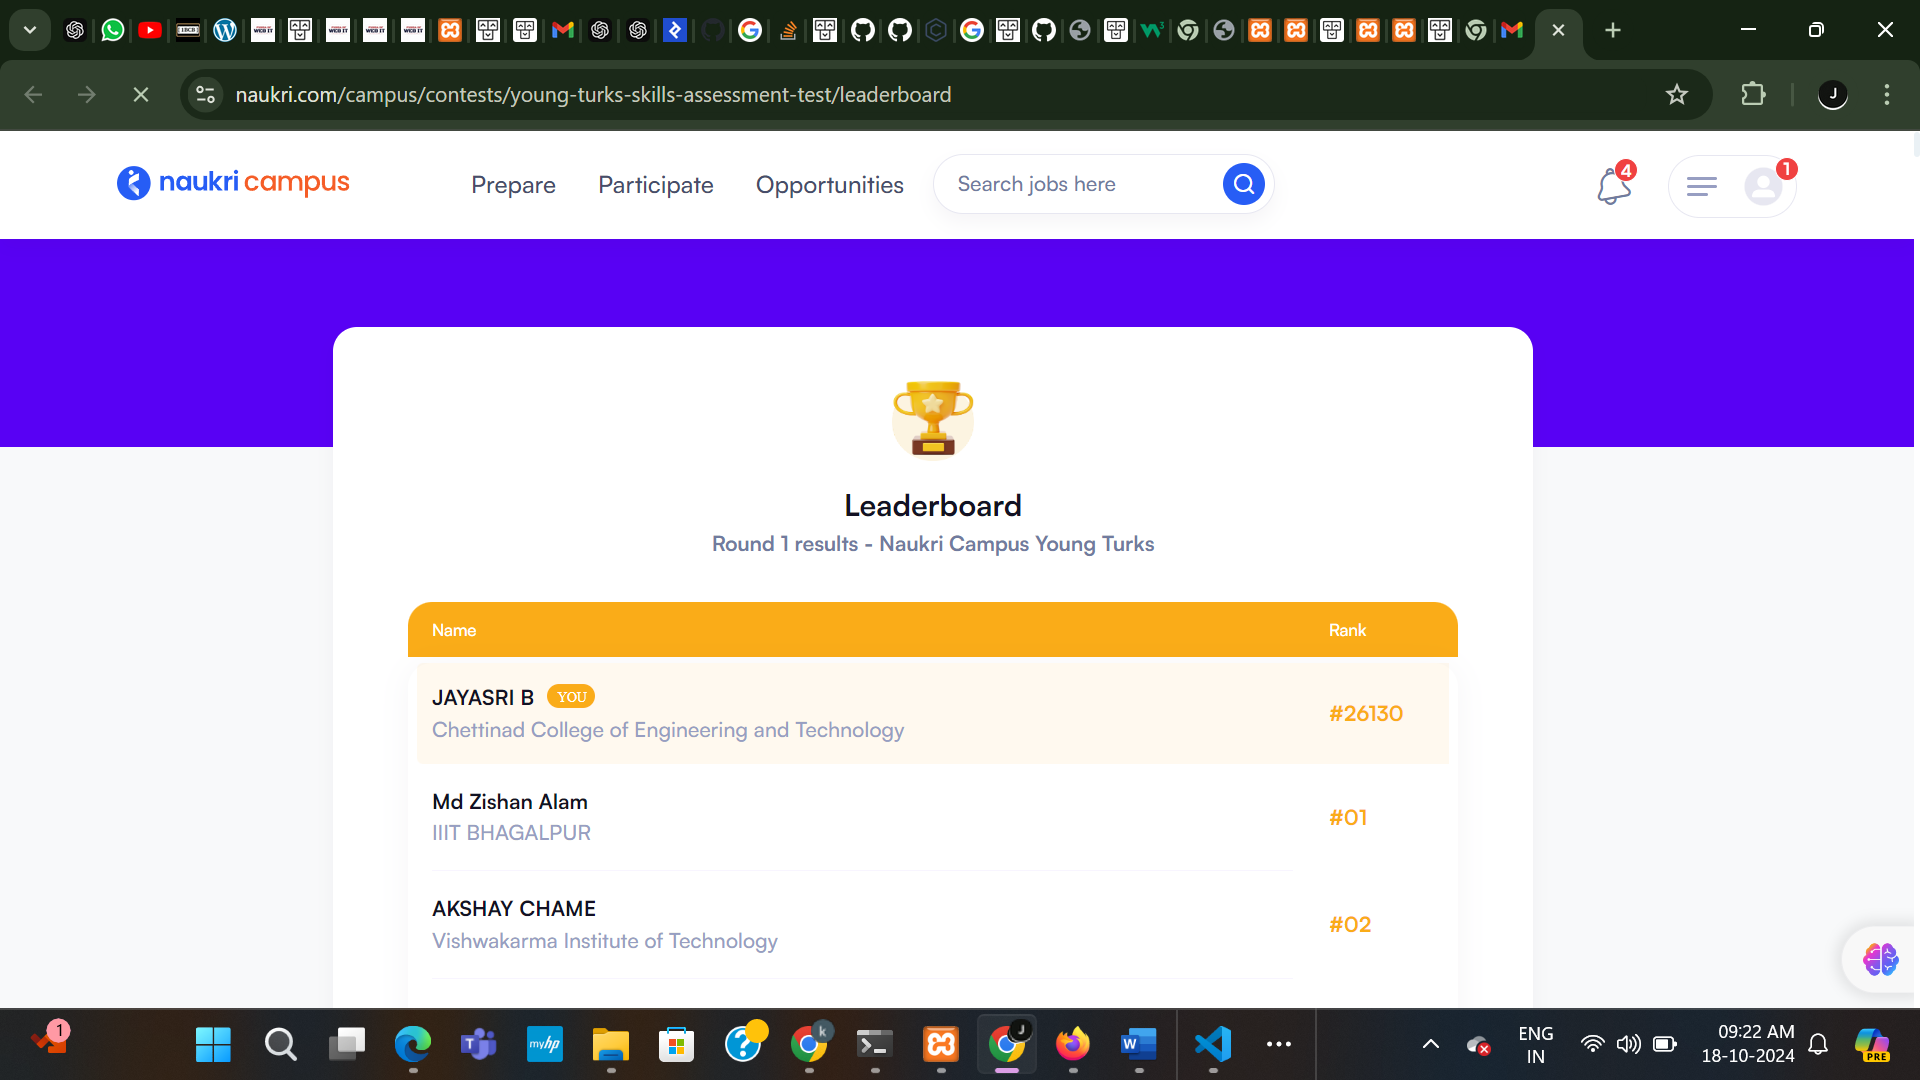 naukri.com/campus/contests/young-turks-skills-assessment-test/leaderboard
J
naukri campus
Prepare
Participate
Opportunities
Search jobs here
4
1
Leaderboard
Round 1 results - Naukri Campus Young Turks
Name
Rank
JAYASRI B
YOU
Chettinad College of Engineering and Technology
#26130
Md Zishan Alam
IIIT BHAGALPUR
#01
AKSHAY CHAME
Vishwakarma Institute of Technology
#02
1
T
myhp
?
k
J
W
ENG
IN
09:22 AM
18-10-2024
PRE